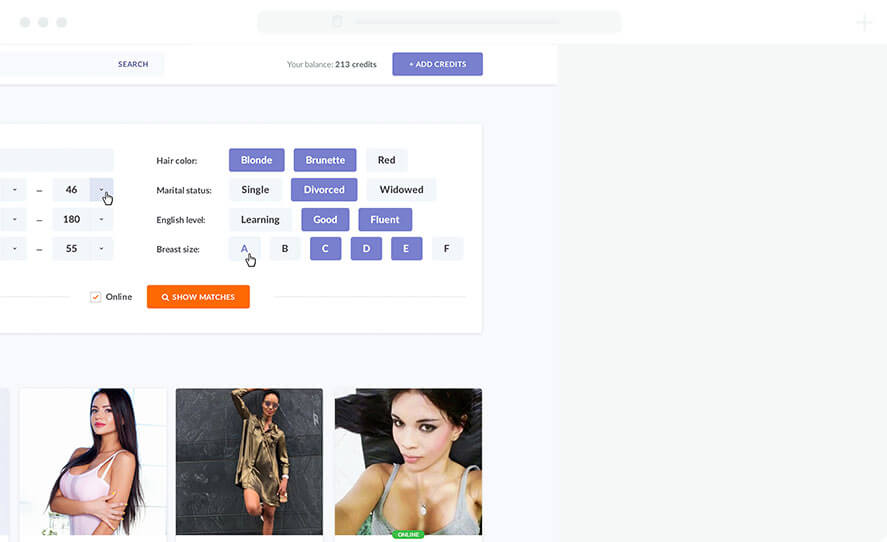 SEARCH
Your balance: 213 credits
+ ADD CREDITS
Hair color: Blonde Brunette Red
– 46 Marital status: Single Divorced Widowed
– 180 English level: Learning Good Fluent
– 55 Breast size: A B C D E F
Online SHOW MATCHES
ONLINE